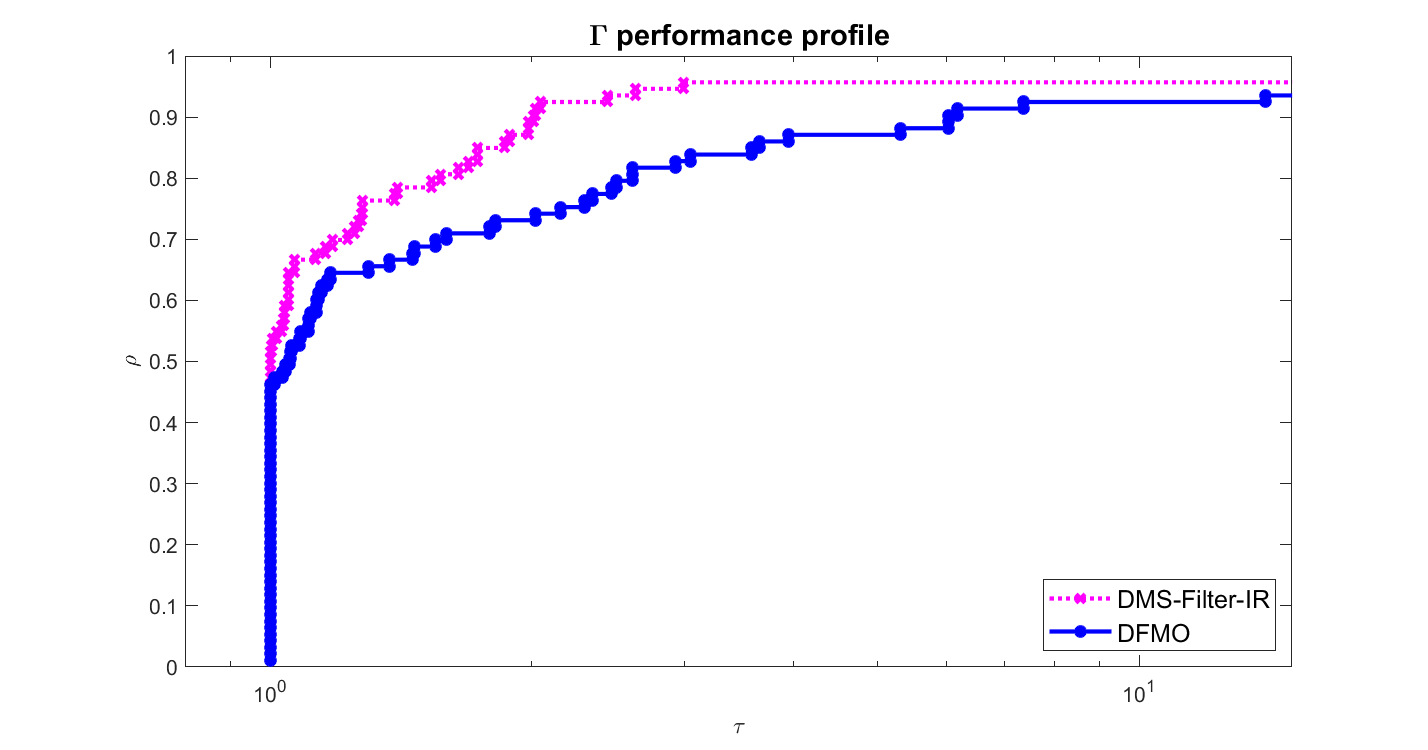 Γ performance profile
1
0.9
0.8
0.7
0.6
0.5
0.4
0.3
0.2
0.1
0
ρ
10⁰
10¹
τ
DMS-Filter-IR
DFMO